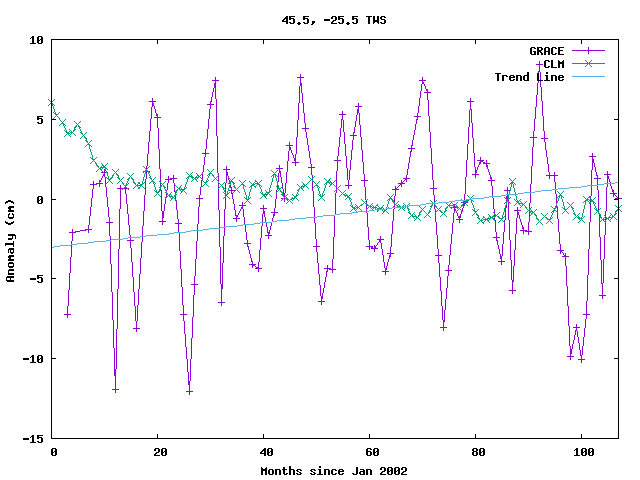 45.5, -25.5 TWS
GRACE
CLM
Trend Line
Anomaly (cm)
10
5
0
-5
-10
-15
0 20 40 60 80 100
Months since Jan 2002